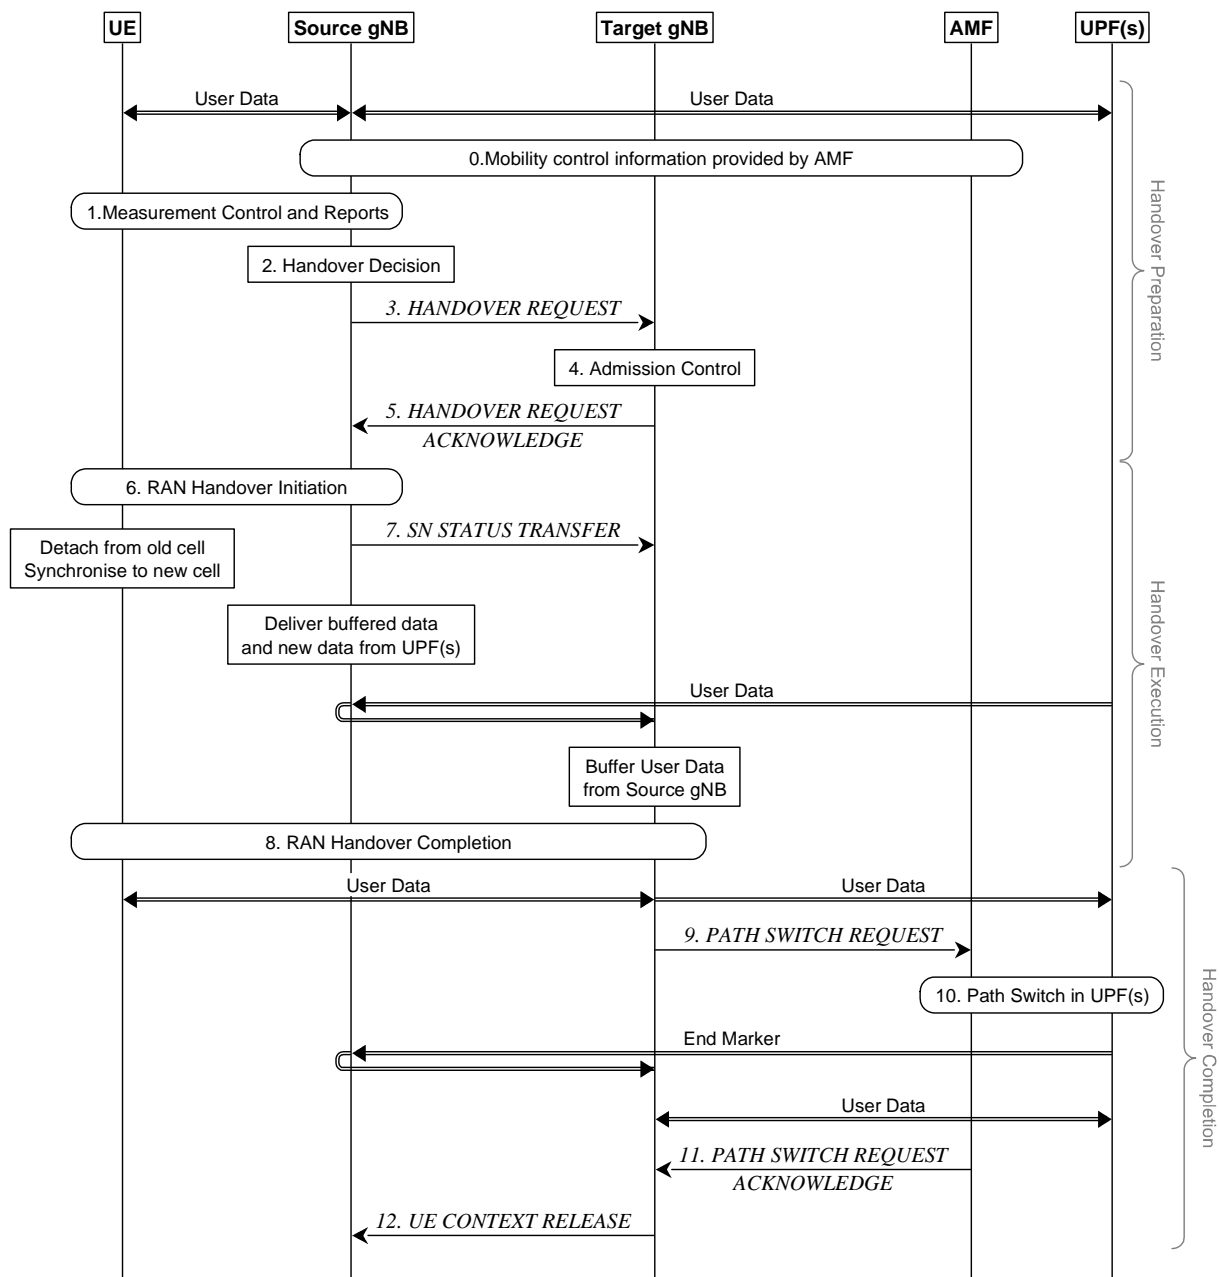 UE
Source gNB
Target gNB
AMF
UPF(s)
User Data
User Data
0.Mobility control information provided by AMF
1.Measurement Control and Reports
2. Handover Decision
3. HANDOVER REQUEST
4. Admission Control
5. HANDOVER REQUEST
ACKNOWLEDGE
Handover Preparation
6. RAN Handover Initiation
7. SN STATUS TRANSFER
Detach from old cell
Synchronise to new cell
Deliver buffered data
and new data from UPF(s)
User Data
Buffer User Data
from Source gNB
8. RAN Handover Completion
Handover Execution
User Data
User Data
9. PATH SWITCH REQUEST
10. Path Switch in UPF(s)
End Marker
User Data
11. PATH SWITCH REQUEST
ACKNOWLEDGE
12. UE CONTEXT RELEASE
Handover Completion